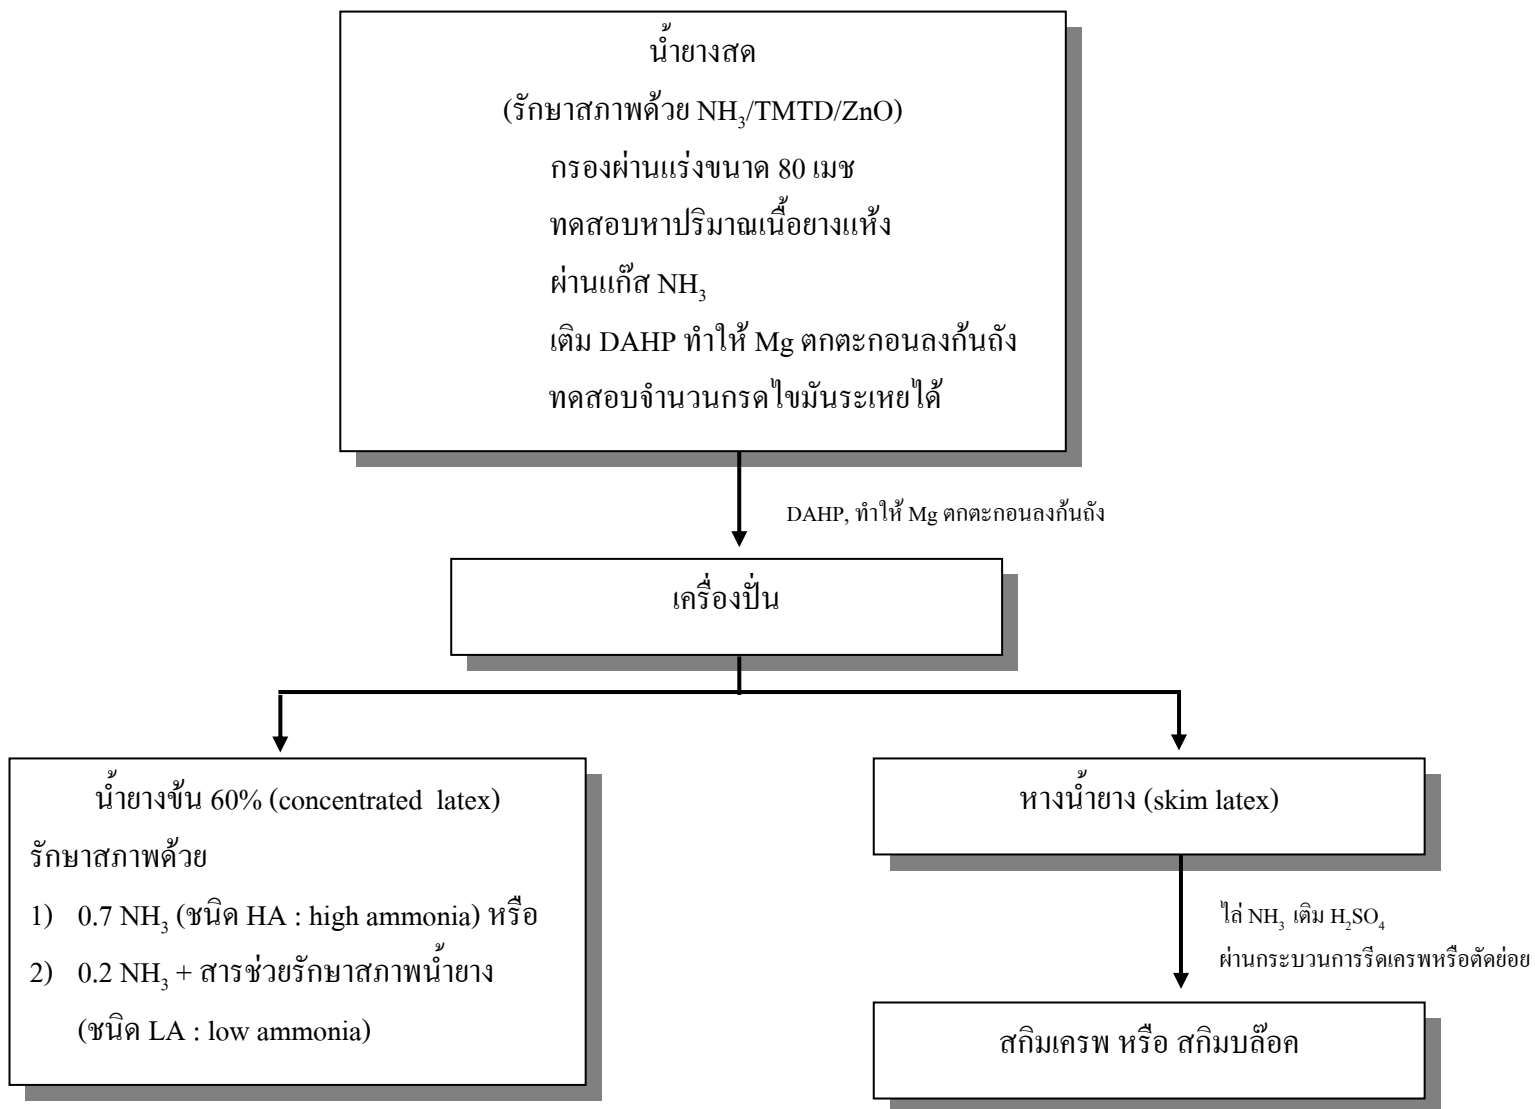 น้ำยางสด
(รักษาสภาพด้วย NH₃/TMTD/ZnO)
กรองผ่านแร่งขนาด 80 เมช
ทดสอบหาปริมาณเนื้อยางแห้ง
ผ่านแก๊ส NH₃
เติม DAHP ทำให้ Mg ตกตะกอนลงก้นถัง
ทดสอบจำนวนกรดไขมันระเหยได้
DAHP, ทำให้ Mg ตกตะกอนลงก้นถัง
เครื่องปั่น
น้ำยางข้น 60% (concentrated latex)
รักษาสภาพด้วย
1) 0.7 NH₃ (ชนิด HA : high ammonia) หรือ
2) 0.2 NH₃ + สารช่วยรักษาสภาพน้ำยาง
(ชนิด LA : low ammonia)
หางน้ำยาง (skim latex)
ไล่ NH₃ เติม H₂SO₄
ผ่านกระบวนการรีดเครพหรือตัดย่อย
สกิมเครพ หรือ สกิมบล๊อค